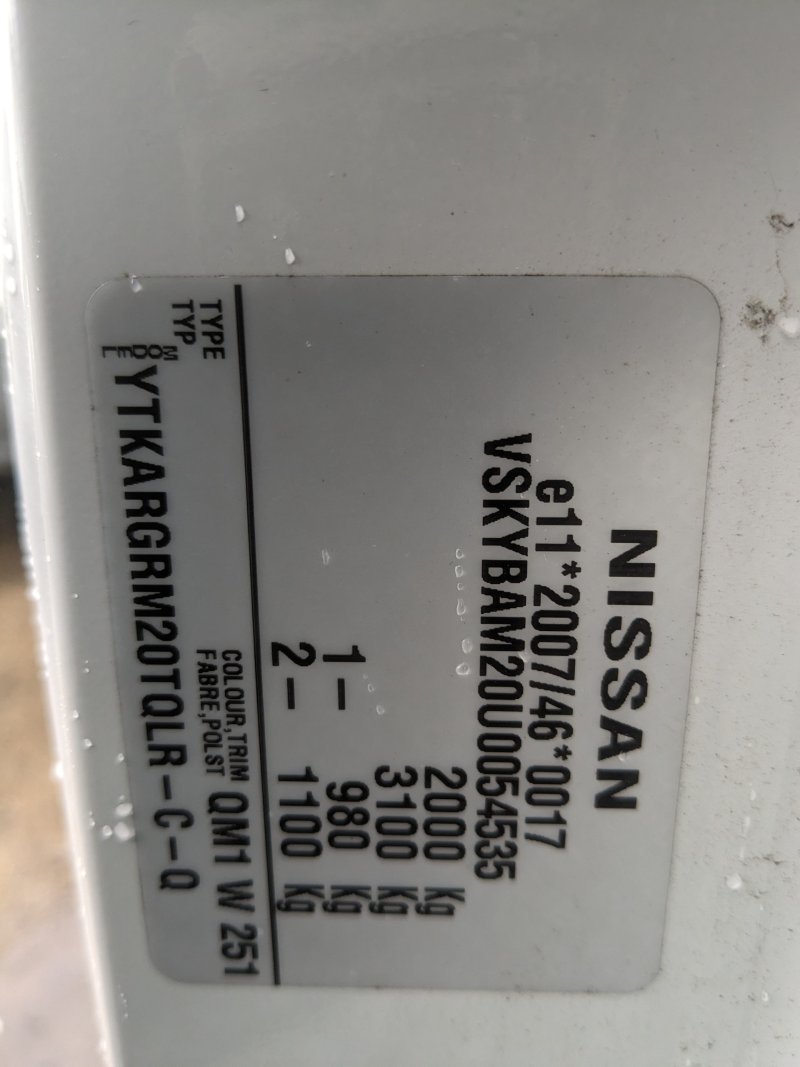 NISSAN
e11*2007/46*0017
VSKYBAM20U0054535
2000 Kg
3100 Kg
1– 980 Kg
2– 1100 Kg
TYPE
TYP
COLOUR,TRIM
FABRE,POLST
QM1 W 251
MODEL
YTKARGRM20TQLR–C–Q